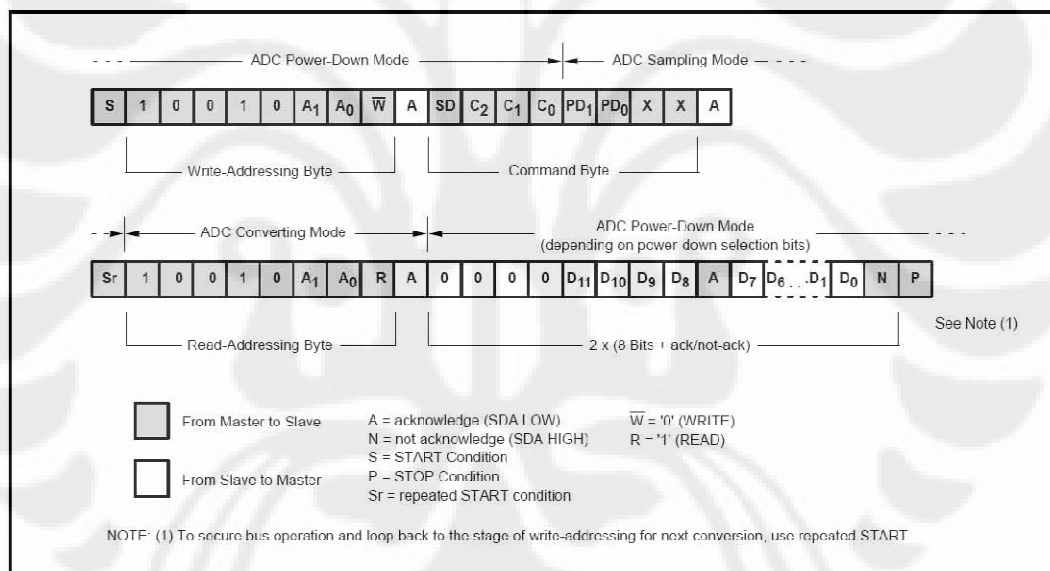 ADC Power-Down Mode ADC Sampling Mode
S 1 0 0 1 0 A1 A0 W̅ A SD C2 C1 C0 PD1 PD0 X X A
Write-Addressing Byte Command Byte
ADC Converting Mode ADC Power-Down Mode
(depending on power down selection bits)
Sr 1 0 0 1 0 A1 A0 R A 0 0 0 0 D11 D10 D9 D8 A D7 D6 . . .D1 D0 N P
See Note (1)
Read-Addressing Byte 2 x (8 Bits + ack/not-ack)
From Master to Slave
From Slave to Master
A = acknowledge (SDA LOW)
N = not acknowledge (SDA HIGH)
S = START Condition
P = STOP Condition
Sr = repeated START condition
W̅ = '0' (WRITE)
R = '1' (READ)
NOTE: (1) To secure bus operation and loop back to the stage of write-addressing for next conversion, use repeated START